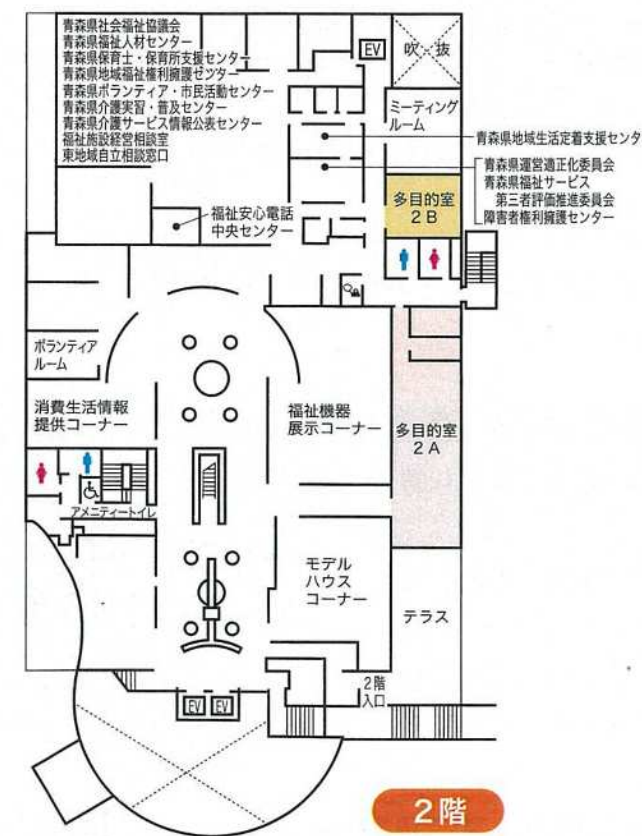 青森県社会福祉協議会
青森県福祉人材センター
青森県保育士・保育所支援センター
青森県地域福祉権利擁護センター
青森県ボランティア・市民活動センター
青森県介護実習・普及センター
青森県介護サービス情報公表センター
福祉施設経営相談室
東地域自立相談窓口
EV
吹・抜
ミーティング
ルーム
青森県地域生活定着支援センタ
青森県運営適正化委員会
青森県福祉サービス
第三者評価推進委員会
障害者権利擁護センター
多目的室
2B
福祉安心電話
中央センター
ボランティア
ルーム
消費生活情報
提供コーナー
福祉機器
展示コーナー
多目的室
2A
アメニティートイレ
モデル
ハウス
コーナー
テラス
2階
入口
EV EV
2階